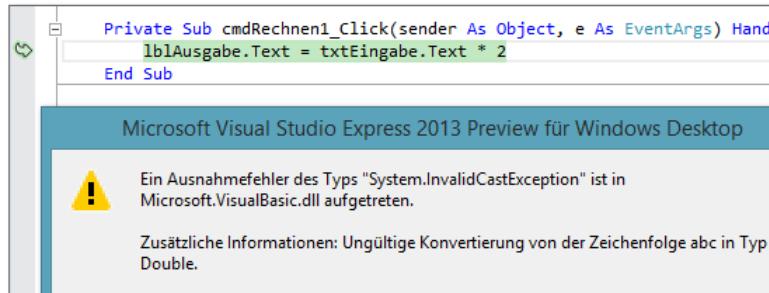 Private Sub cmdRechnen1_Click(sender As Object, e As EventArgs) Hand
lblAusgabe.Text = txtEingabe.Text * 2
End Sub
Microsoft Visual Studio Express 2013 Preview für Windows Desktop
Ein Ausnahmefehler des Typs "System.InvalidCastException" ist in
Microsoft.VisualBasic.dll aufgetreten.
Zusätzliche Informationen: Ungültige Konvertierung von der Zeichenfolge abc in Typ
Double.